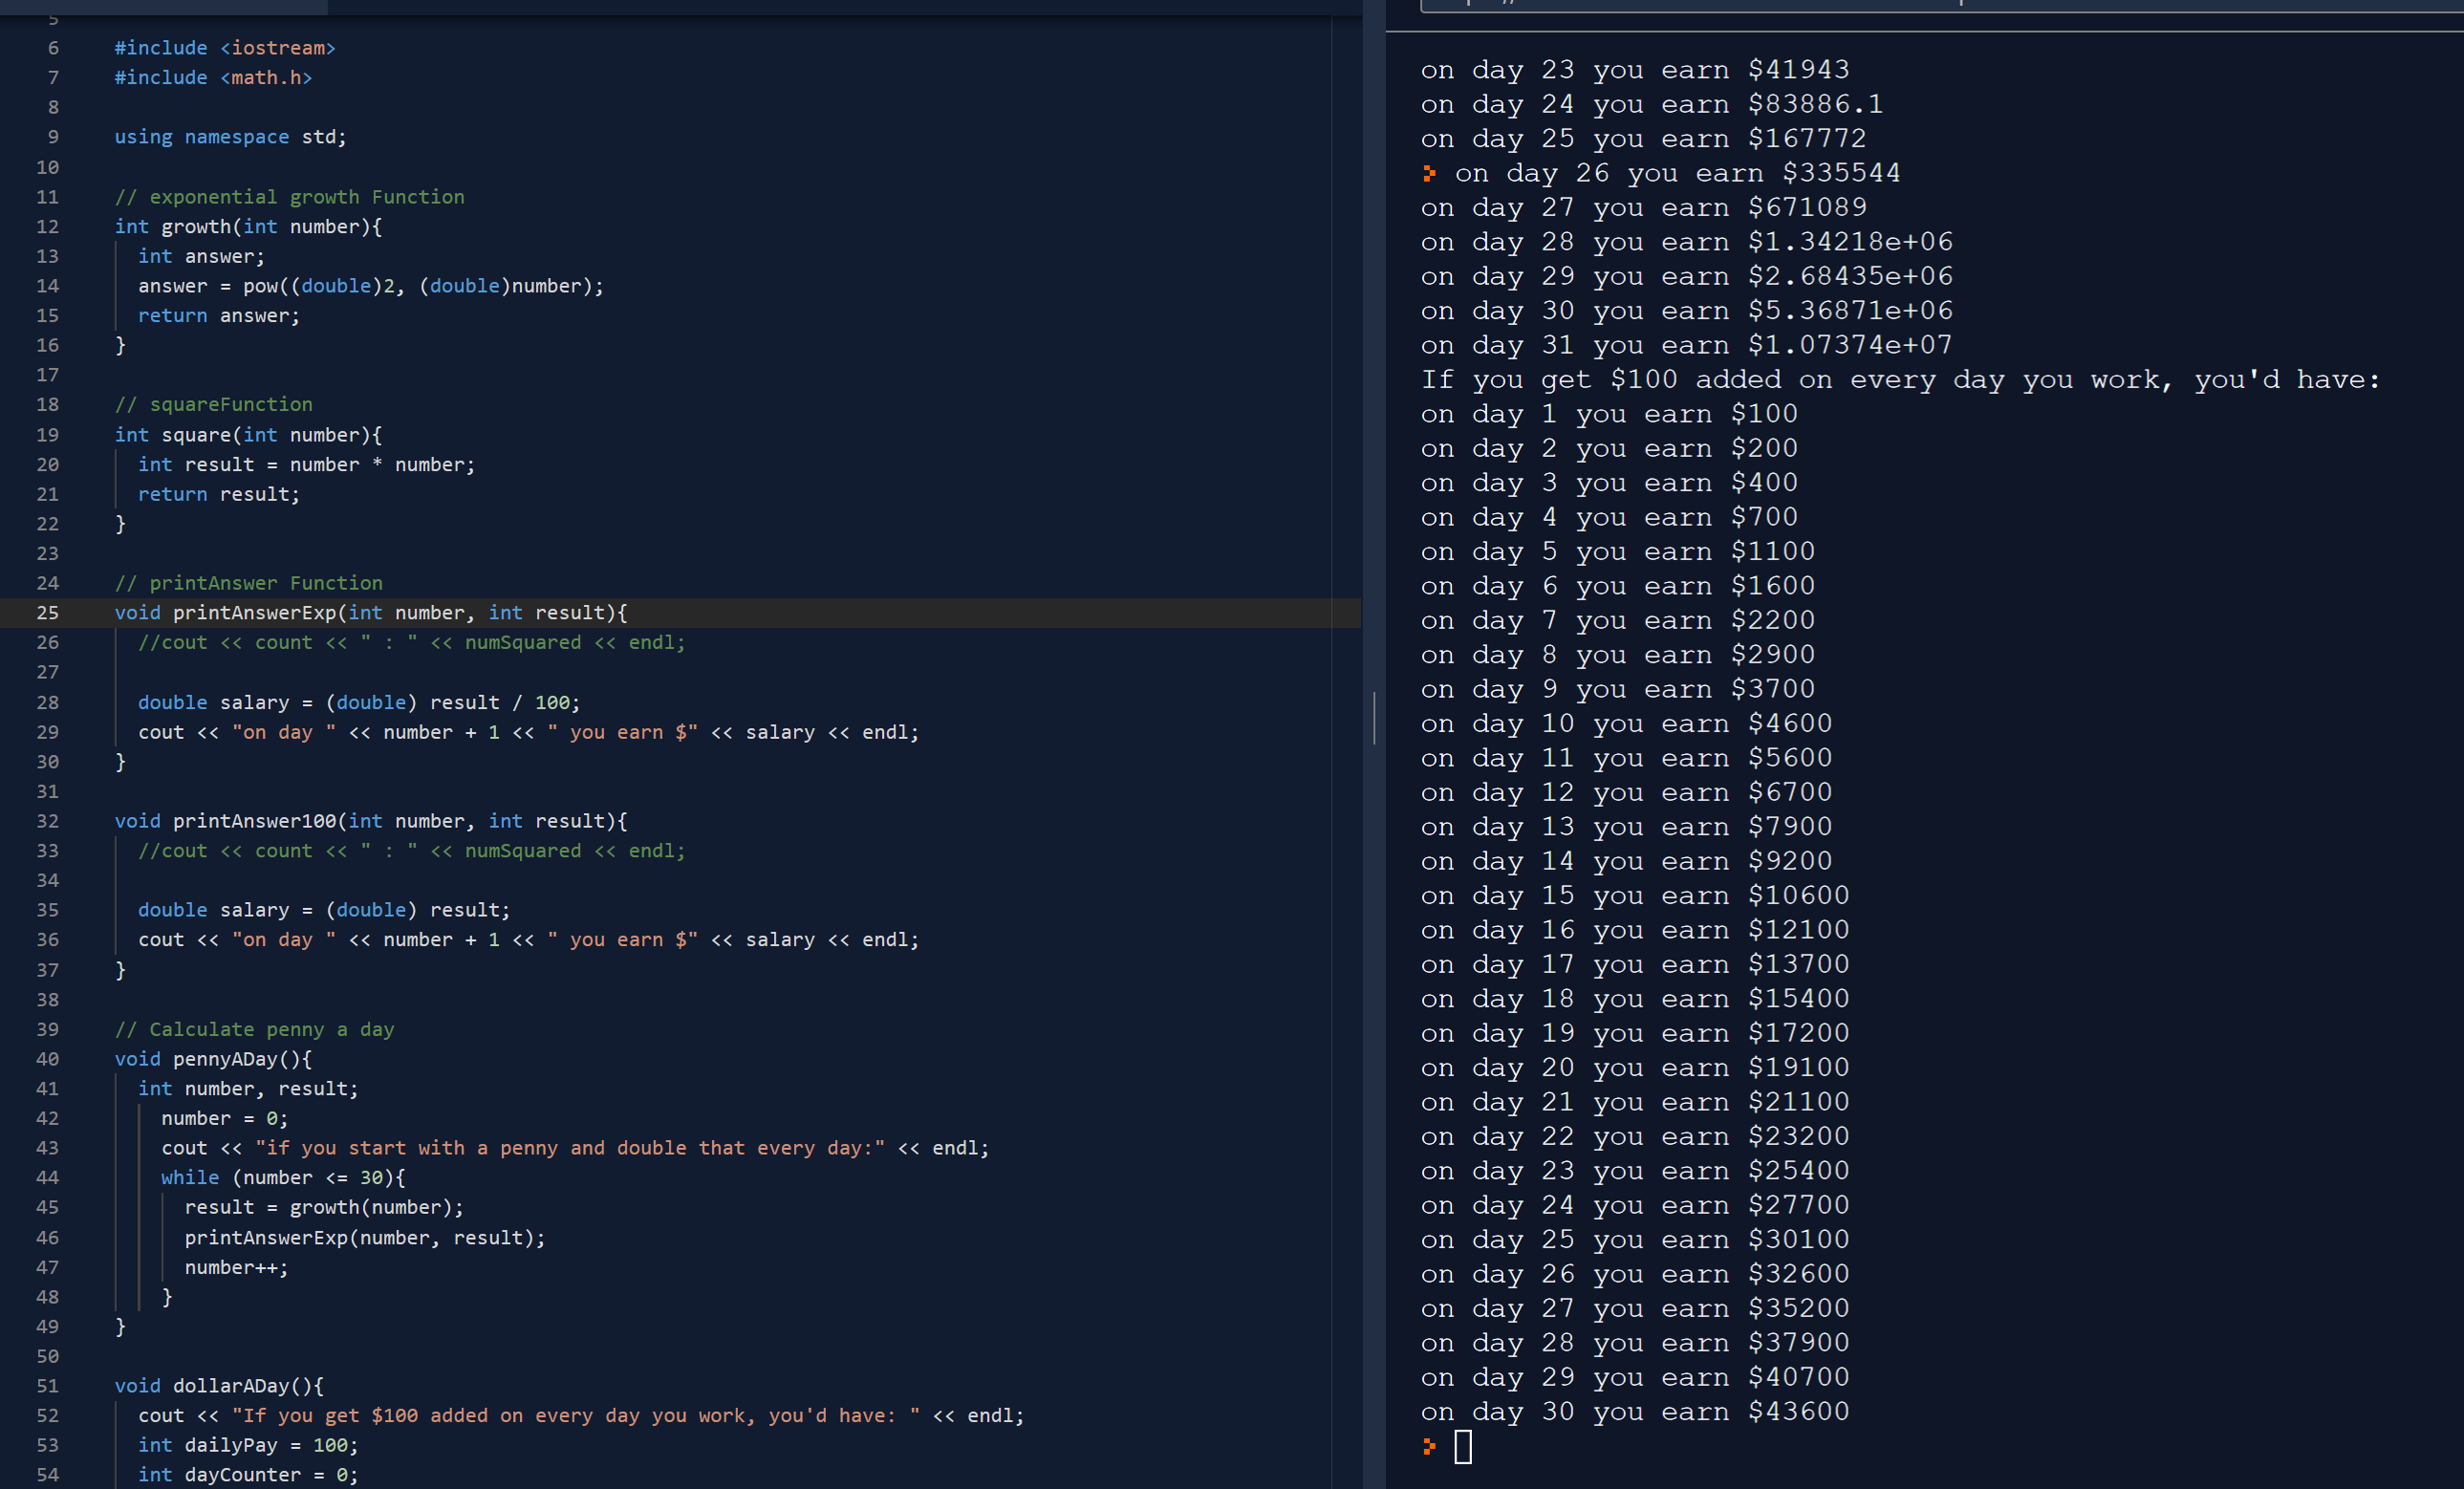 5
6 #include <iostream>
7 #include <math.h>
8
9 using namespace std;
10
11 // exponential growth Function
12 int growth(int number){
13 int answer;
14 answer = pow((double)2, (double)number);
15 return answer;
16 }
17
18 // squareFunction
19 int square(int number){
20 int result = number * number;
21 return result;
22 }
23
24 // printAnswer Function
25 void printAnswerExp(int number, int result){
26 //cout << count << " : " << numSquared << endl;
27
28 double salary = (double) result / 100;
29 cout << "on day " << number + 1 << " you earn $" << salary << endl;
30 }
31
32 void printAnswer100(int number, int result){
33 //cout << count << " : " << numSquared << endl;
34
35 double salary = (double) result;
36 cout << "on day " << number + 1 << " you earn $" << salary << endl;
37 }
38
39 // Calculate penny a day
40 void pennyADay(){
41 int number, result;
42 number = 0;
43 cout << "if you start with a penny and double that every day:" << endl;
44 while (number <= 30){
45 result = growth(number);
46 printAnswerExp(number, result);
47 number++;
48 }
49 }
50
51 void dollarADay(){
52 cout << "If you get $100 added on every day you work, you'd have: " << endl;
53 int dailyPay = 100;
54 int dayCounter = 0;
on day 23 you earn $41943
on day 24 you earn $83886.1
on day 25 you earn $167772
on day 26 you earn $335544
on day 27 you earn $671089
on day 28 you earn $1.34218e+06
on day 29 you earn $2.68435e+06
on day 30 you earn $5.36871e+06
on day 31 you earn $1.07374e+07
If you get $100 added on every day you work, you'd have:
on day 1 you earn $100
on day 2 you earn $200
on day 3 you earn $400
on day 4 you earn $700
on day 5 you earn $1100
on day 6 you earn $1600
on day 7 you earn $2200
on day 8 you earn $2900
on day 9 you earn $3700
on day 10 you earn $4600
on day 11 you earn $5600
on day 12 you earn $6700
on day 13 you earn $7900
on day 14 you earn $9200
on day 15 you earn $10600
on day 16 you earn $12100
on day 17 you earn $13700
on day 18 you earn $15400
on day 19 you earn $17200
on day 20 you earn $19100
on day 21 you earn $21100
on day 22 you earn $23200
on day 23 you earn $25400
on day 24 you earn $27700
on day 25 you earn $30100
on day 26 you earn $32600
on day 27 you earn $35200
on day 28 you earn $37900
on day 29 you earn $40700
on day 30 you earn $43600